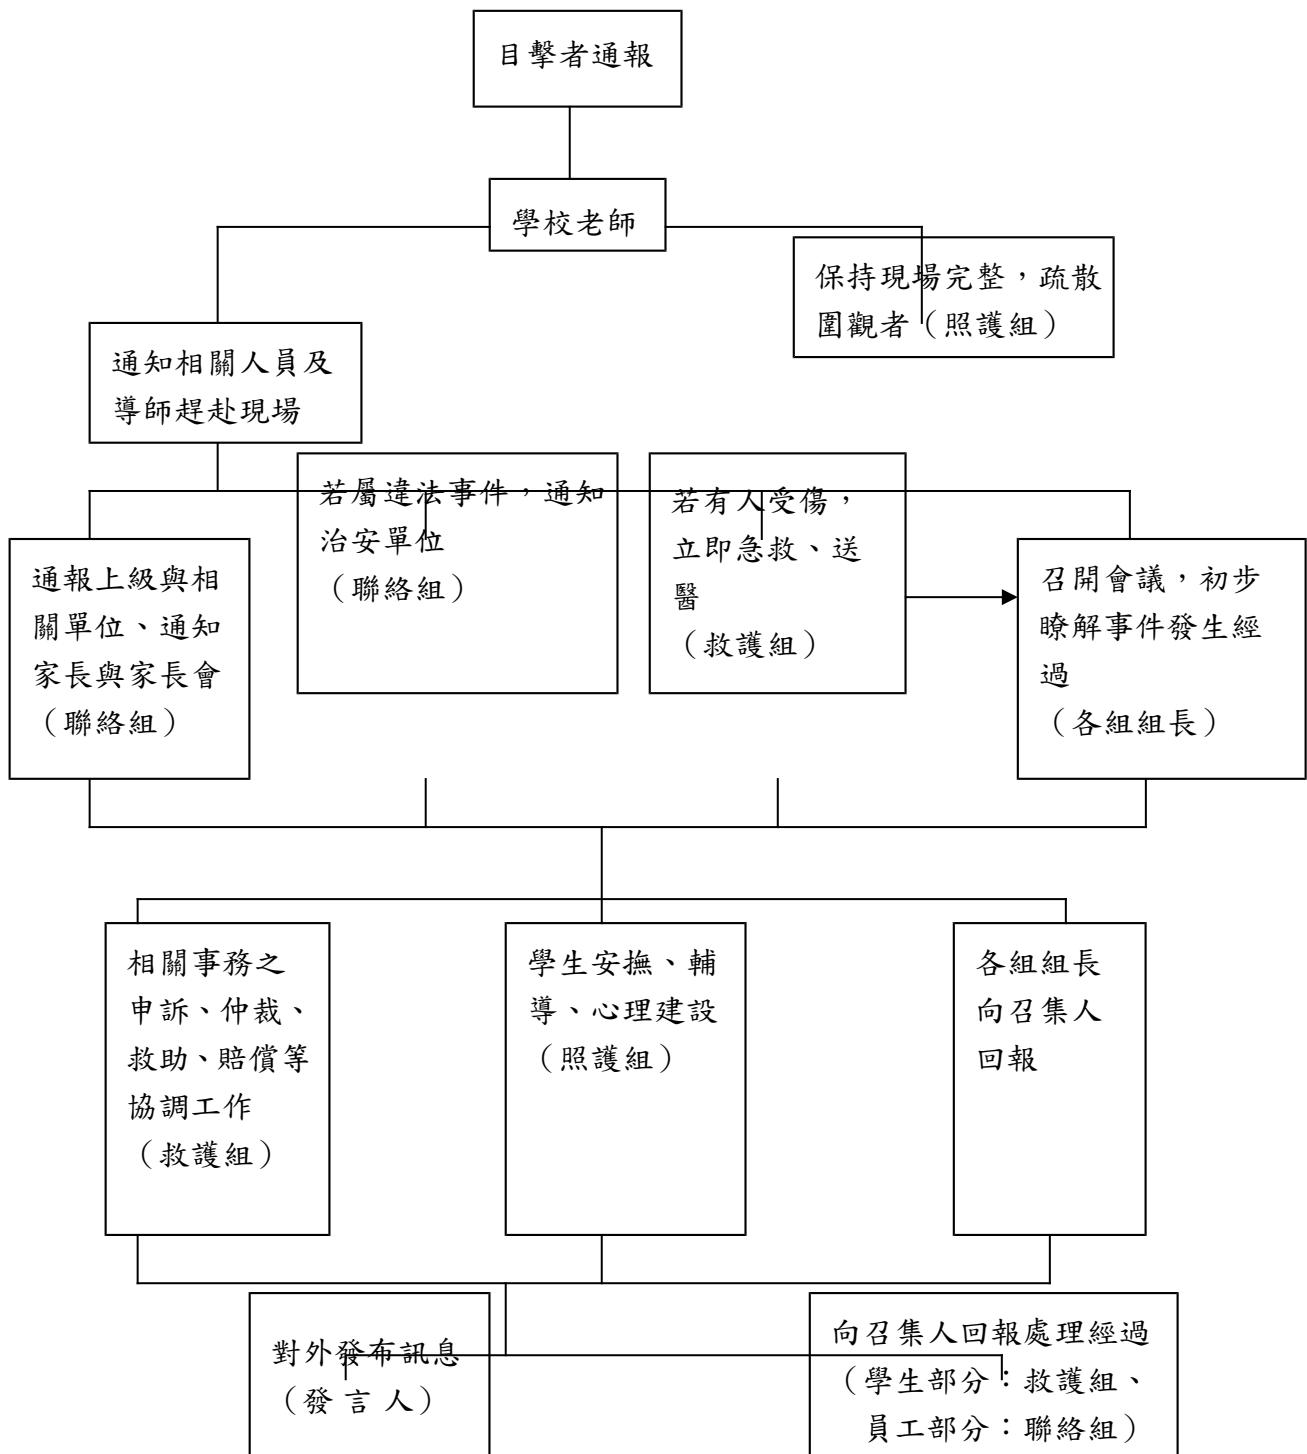 目擊者通報
學校老師
保持現場完整，疏散
圍觀者（照護組）
通知相關人員及
導師趕赴現場
若屬違法事件，通知
治安單位
（聯絡組）
若有人受傷，
立即急救、送
醫
（救護組）
通報上級與相
關單位、通知
家長與家長會
（聯絡組）
召開會議，初步
瞭解事件發生經
過
（各組組長）
相關事務之
申訴、仲裁、
救助、賠償等
協調工作
（救護組）
學生安撫、輔
導、心理建設
（照護組）
各組組長
向召集人
回報
對外發布訊息
（發 言 人）
向召集人回報處理經過
（學生部分：救護組、
員工部分：聯絡組）